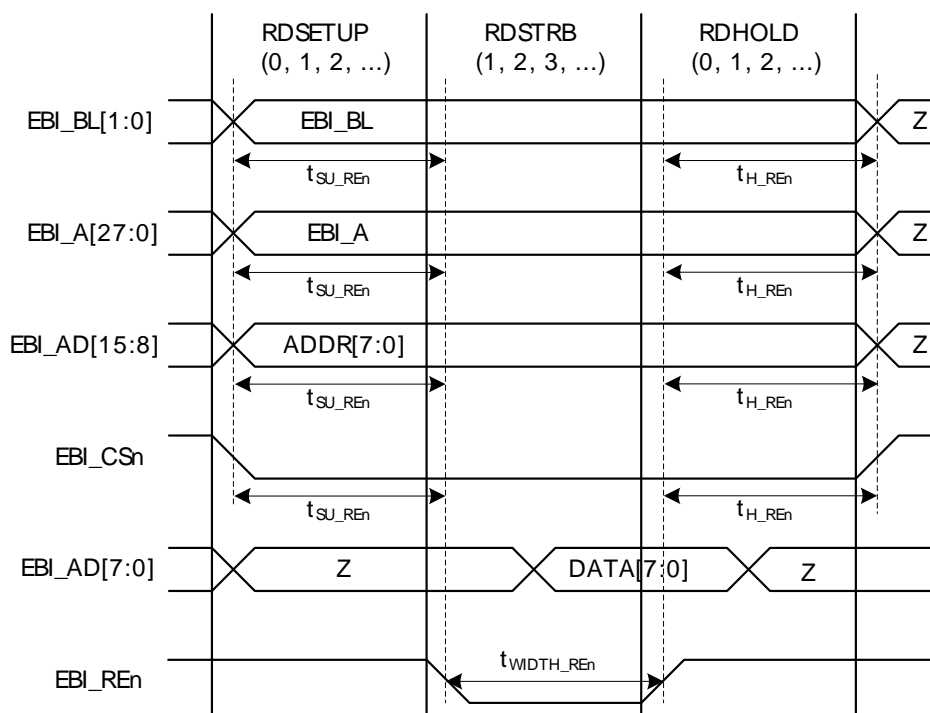 RDSETUP RDSTRB RDHOLD
(0, 1, 2, ...) (1, 2, 3, ...) (0, 1, 2, ...)
EBI_BL[1:0] EBI_BL Z
tSU_REn tH_REn
EBI_A[27:0] EBI_A Z
tSU_REn tH_REn
EBI_AD[15:8] ADDR[7:0] Z
tSU_REn tH_REn
EBI_CSn
tSU_REn tH_REn
EBI_AD[7:0] Z DATA[7:0] Z
tWIDTH_REn
EBI_REn